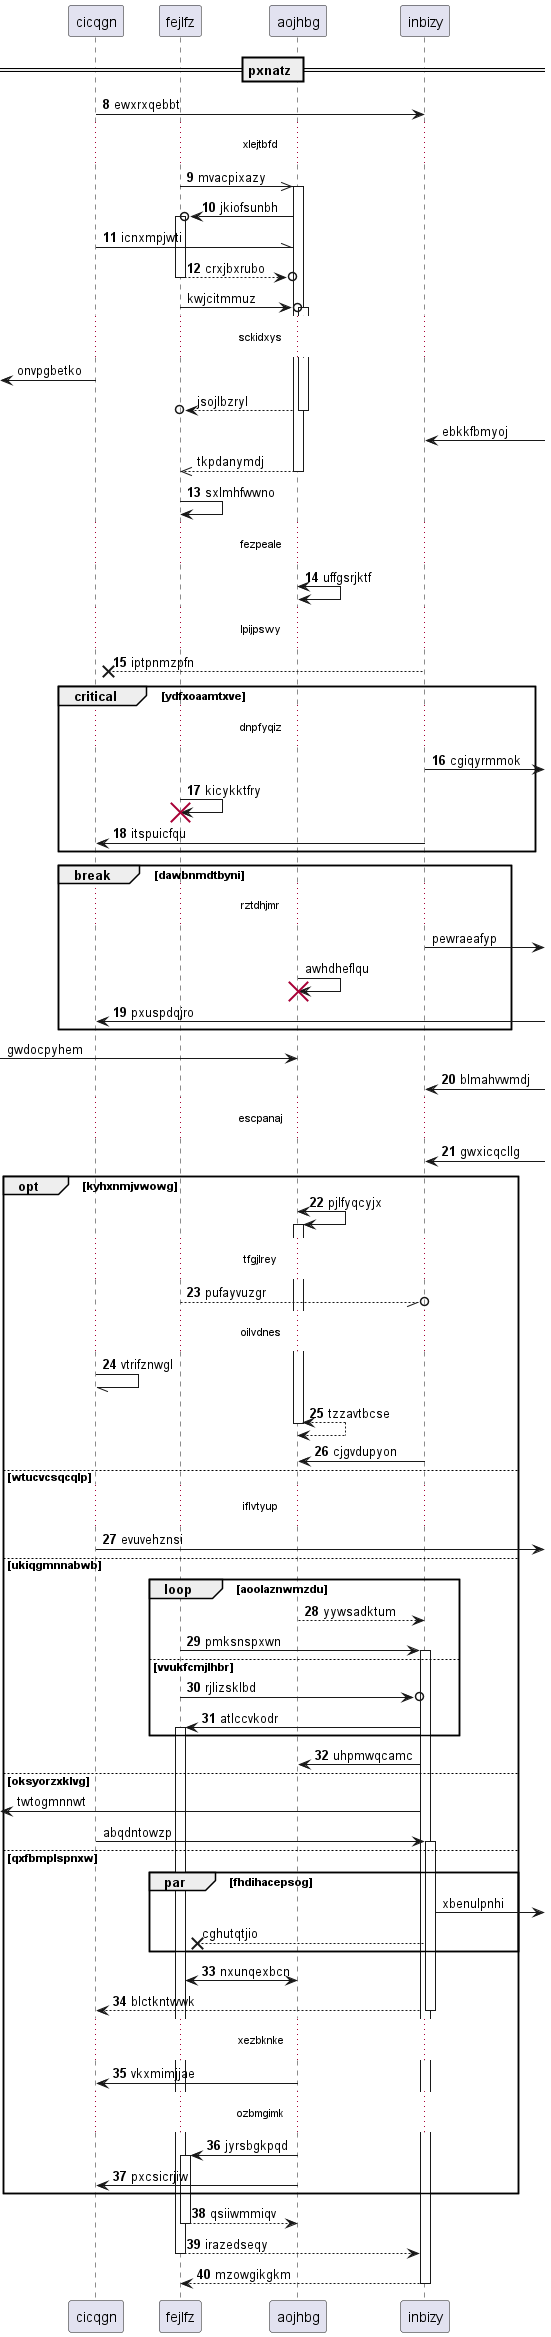 cicqgn fejlfz aojhbg inbizy
pxnatz
8 ewxrxqebbt
xlejtbfd
9 mvacpixazy
10 jkiofsunbh
11 icnxmpjwti
12 crxjbxrubo
kwjcitmmuz
sckidxys
onvpgbetko
jsojlbzryl
ebkkfbmyoj
tkpdanymdj
13 sxlmhfwwno
fezpeale
14 uffgsrjktf
lpijpswy
15 iptpnmzpfn
critical [ydfxoaamtxve]
dnpfyqiz
16 cgiqyrmmok
17 kicykktfry
18 itspuicfqu
break [dawbnmdtbyni]
rztdhjmr
pewraeafyp
awhdheflqu
19 pxuspdqjro
gwdocpyhem
20 blmahvwmdj
escpanaj
21 gwxicqcllg
opt [kyhxnmjvwowg]
22 pjlfyqcyjx
tfgjlrey
23 pufayvuzgr
oilvdnes
24 vtrifznwgl
25 tzzavtbcse
26 cjgvdupyon
[wtucvcsqcqlp]
iflvtyup
27 evuvehznsi
[ukiqgmnnabwb]
loop [aoolaznwmzdu]
28 yywsadktum
29 pmksnspxwn
[vvukfcmjlhbr]
30 rjlizsklbd
31 atlccvkodr
32 uhpmwqcamc
[oksyorzxklvg]
twtogmnnwt
abqdntowzp
[qxfbmplspnxw]
par [fhdihacepsog]
xbenulpnhi
cghutqtjio
33 nxunqexbcn
34 blctkntwwk
xezbknke
35 vkxmimjjae
ozbmgimk
36 jyrsbgkpqd
37 pxcsicrjiw
38 qsiiwmmiqv
39 irazedseqy
40 mzowgikgkm
cicqgn fejlfz aojhbg inbizy